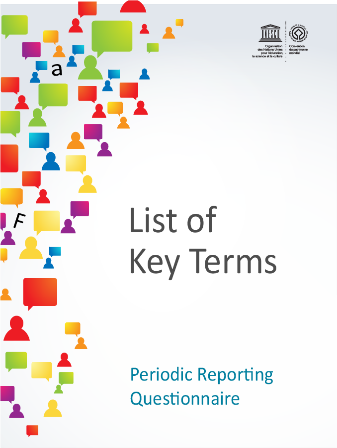 a
F
List of
Key Terms
Periodic Reporting
Questionnaire